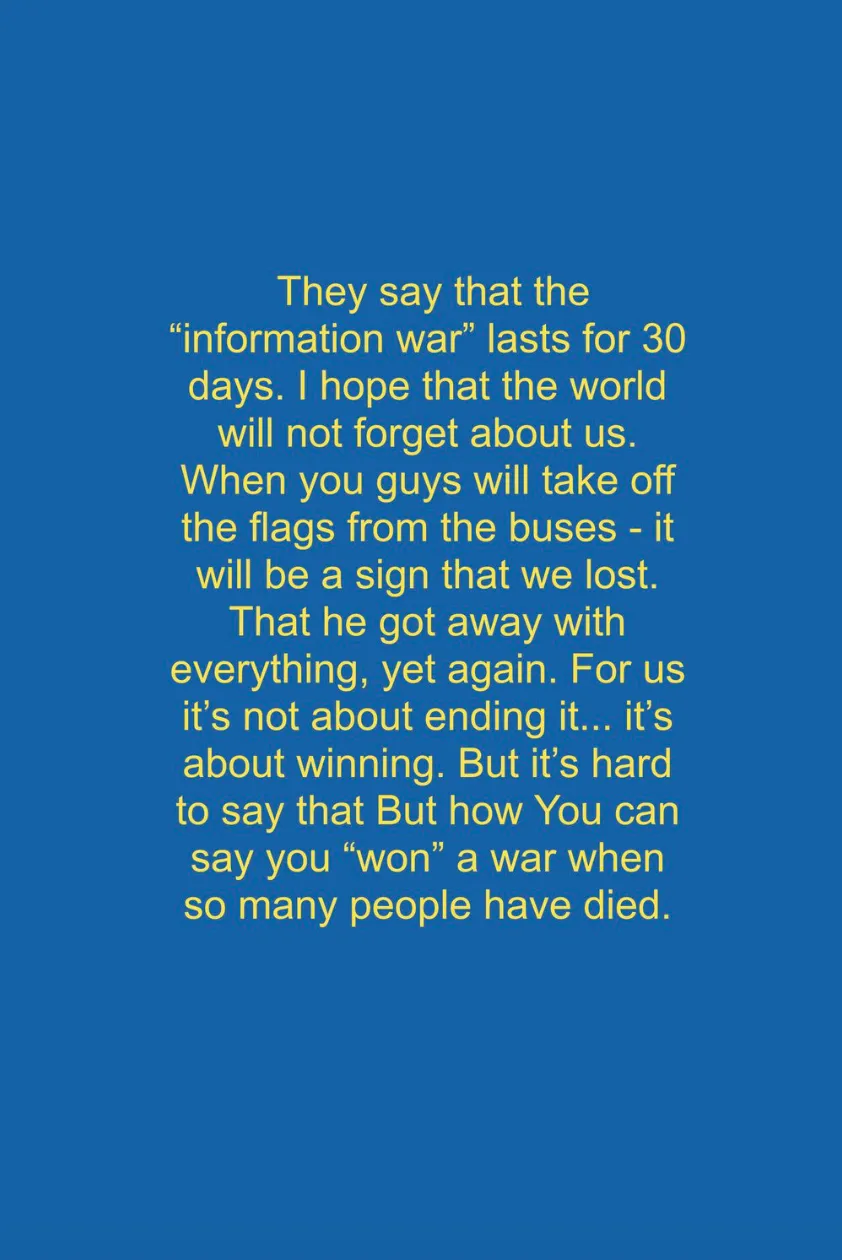 They say that the
“information war” lasts for 30
days. I hope that the world
will not forget about us.
When you guys will take off
the flags from the buses - it
will be a sign that we lost.
That he got away with
everything, yet again. For us
it’s not about ending it... it’s
about winning. But it’s hard
to say that But how You can
say you “won” a war when
so many people have died.